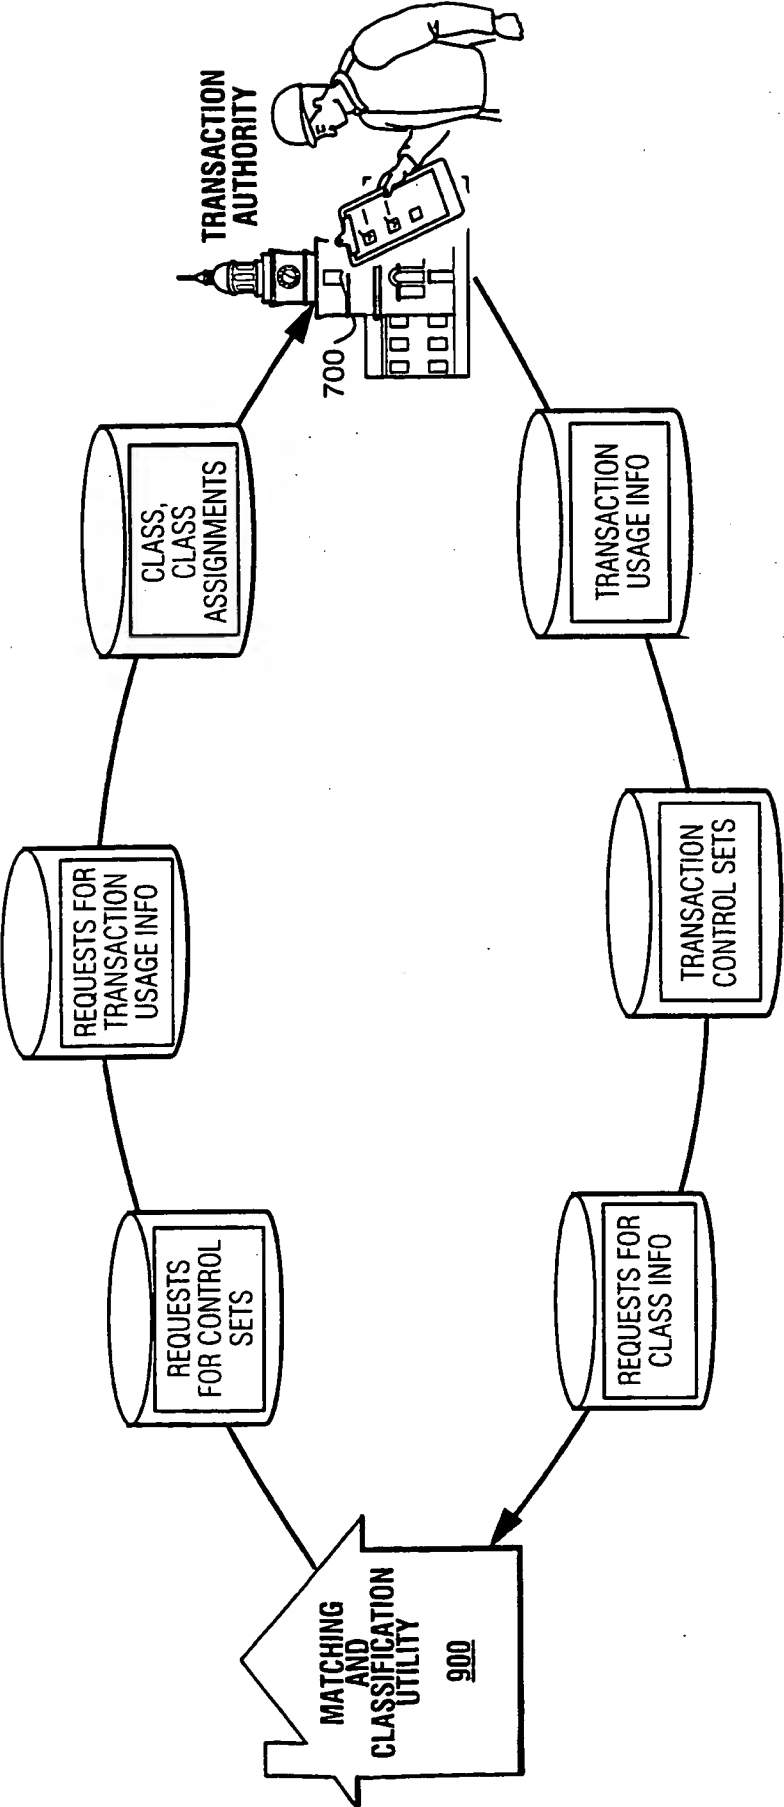 MATCHING
AND
CLASSIFICATION
UTILITY
900
REQUESTS
FOR CONTROL
SETS
REQUESTS FOR
TRANSACTION
USAGE INFO
CLASS,
CLASS
ASSIGNMENTS
TRANSACTION
AUTHORITY
700
TRANSACTION
USAGE INFO
TRANSACTION
CONTROL SETS
REQUESTS FOR
CLASS INFO